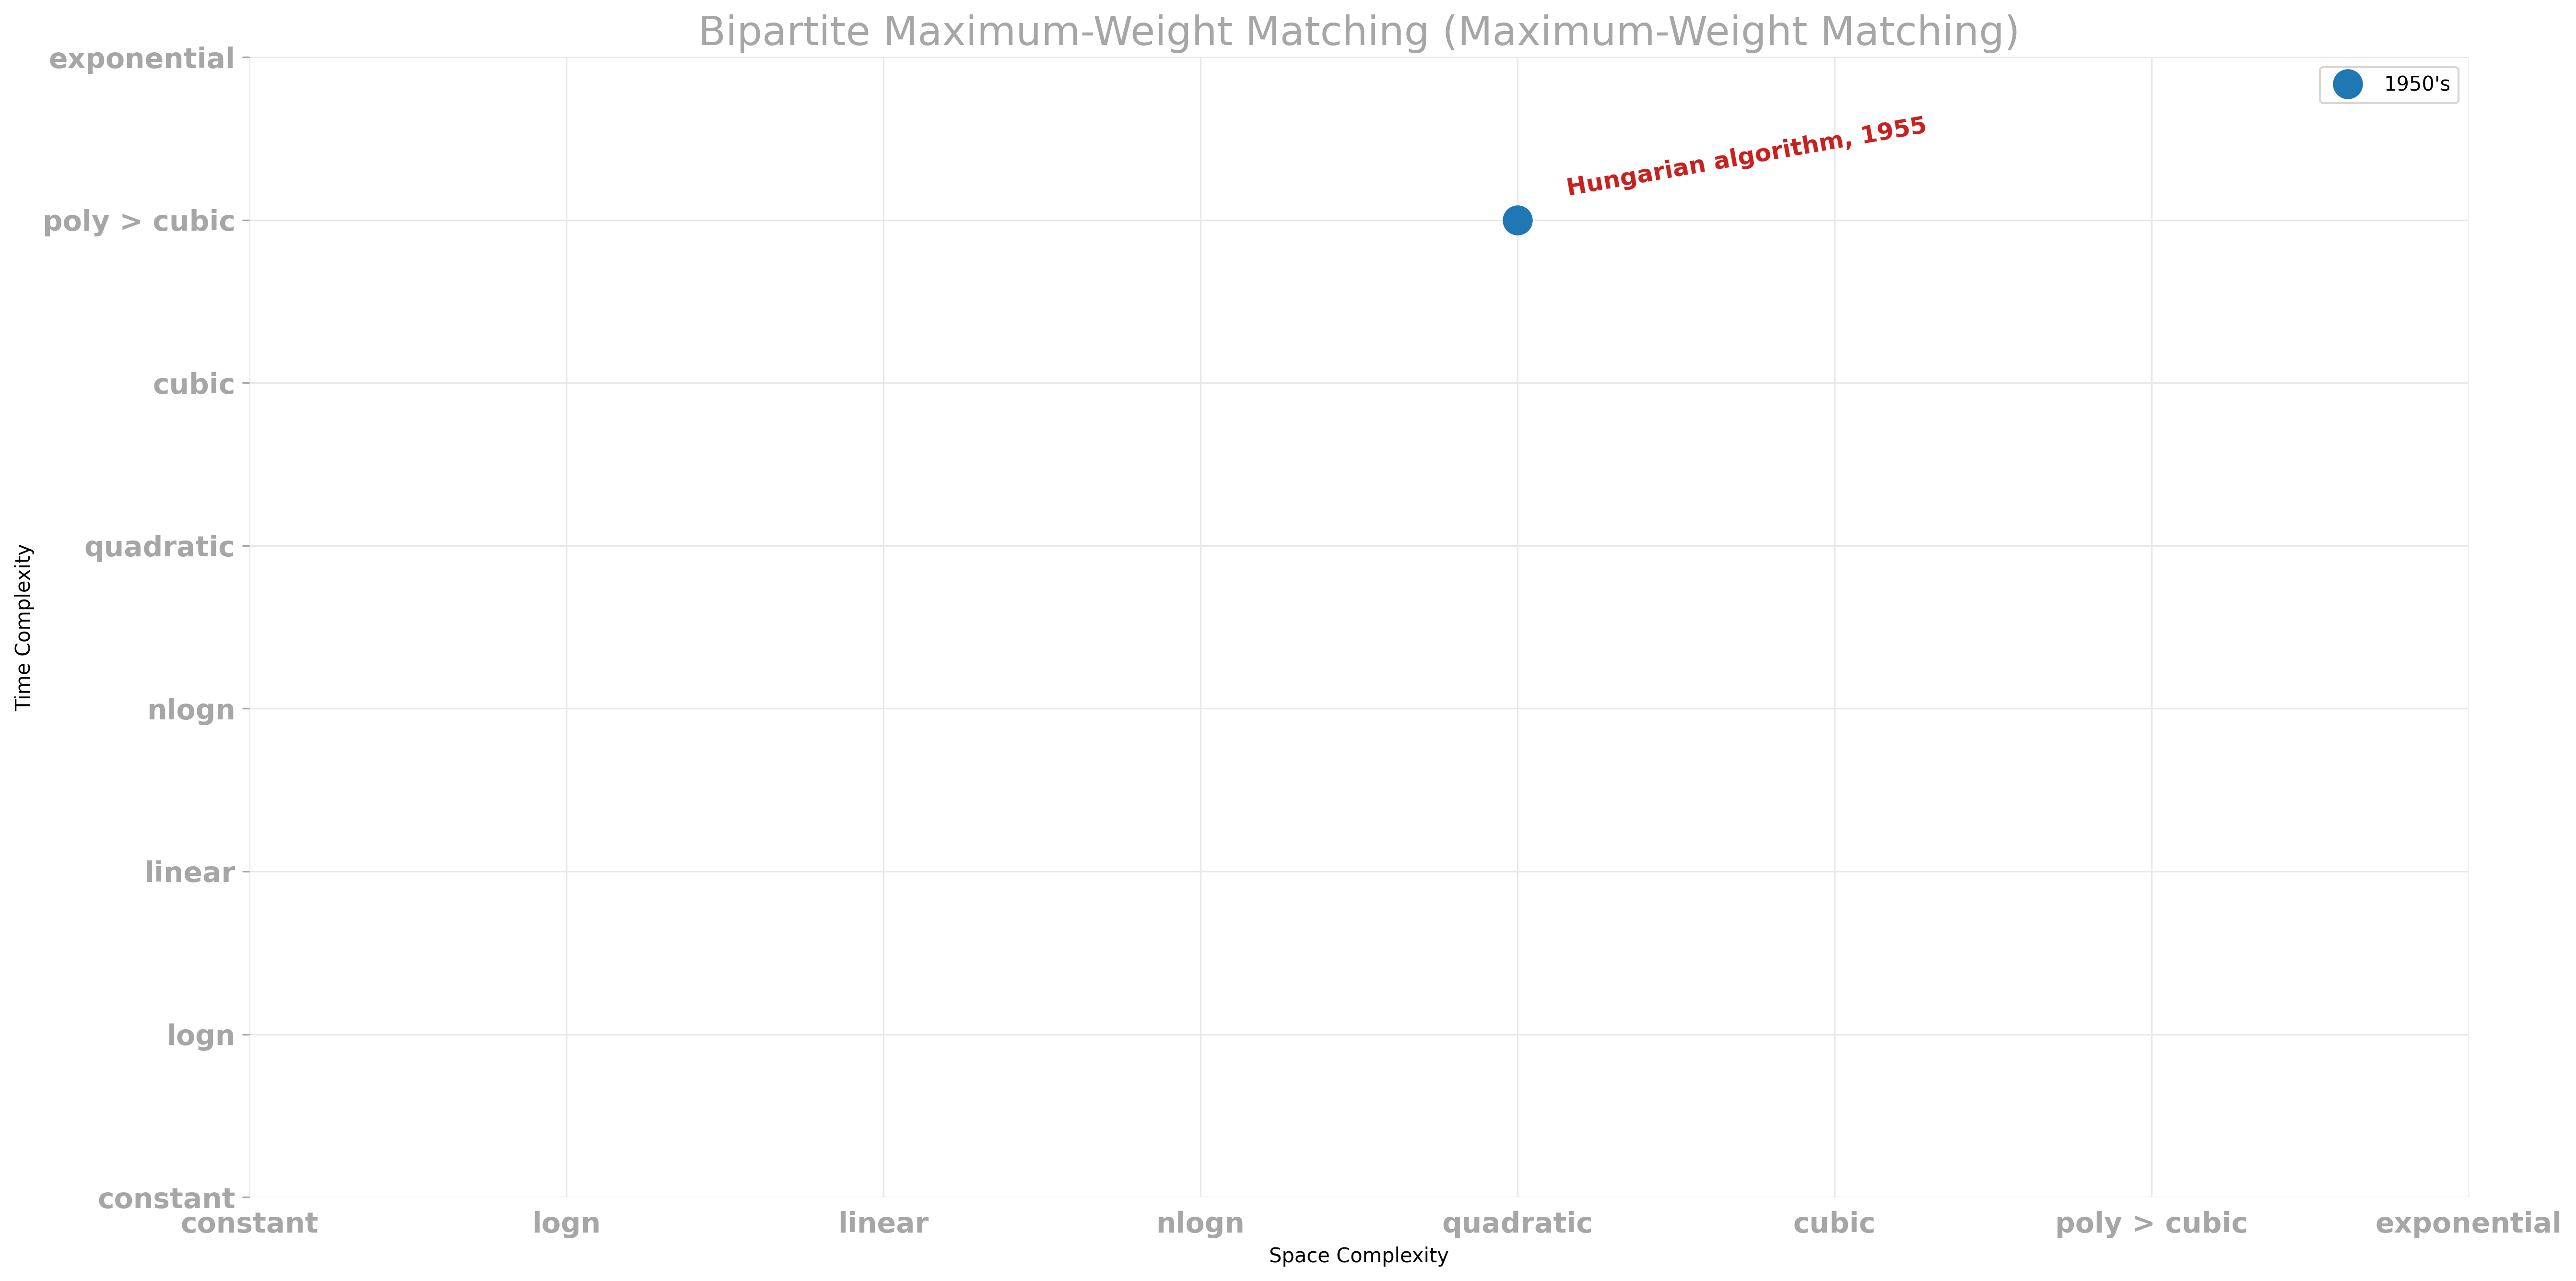 Bipartite Maximum-Weight Matching (Maximum-Weight Matching)
exponential
1950's
Hungarian algorithm, 1955
poly > cubic
cubic
quadratic
Time Complexity
nlogn
linear
logn
constant
constant logn linear nlogn quadratic cubic poly > cubic exponential
Space Complexity